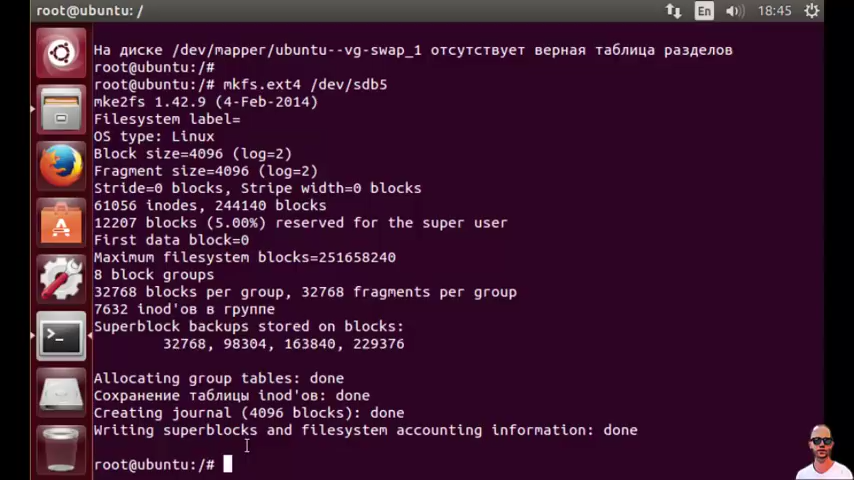 root@ubuntu: /
En
18:45
На диске /dev/mapper/ubuntu--vg-swap_1 отсутствует верная таблица разделов
root@ubuntu:/#
root@ubuntu:/# mkfs.ext4 /dev/sdb5
mke2fs 1.42.9 (4-Feb-2014)
Filesystem label=
OS type: Linux
Block size=4096 (log=2)
Fragment size=4096 (log=2)
Stride=0 blocks, Stripe width=0 blocks
61056 inodes, 244140 blocks
12207 blocks (5.00%) reserved for the super user
First data block=0
Maximum filesystem blocks=251658240
8 block groups
32768 blocks per group, 32768 fragments per group
7632 inod'ов в группе
Superblock backups stored on blocks:
32768, 98304, 163840, 229376
Allocating group tables: done
Сохранение таблицы inod'ов: done
Creating journal (4096 blocks): done
Writing superblocks and filesystem accounting information: done
root@ubuntu:/#